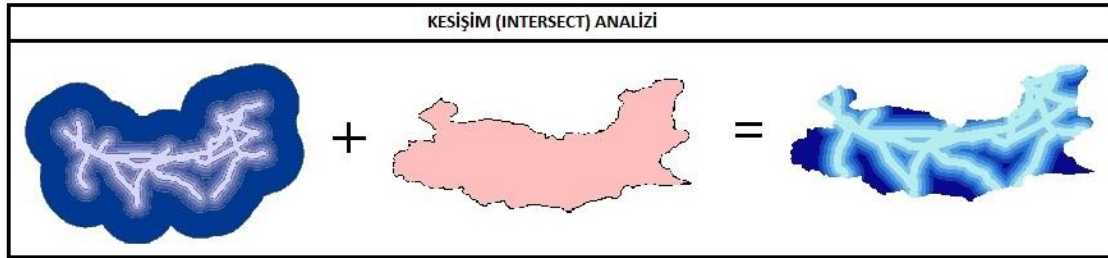 KESİŞİM (INTERSECT) ANALİZİ
+ =